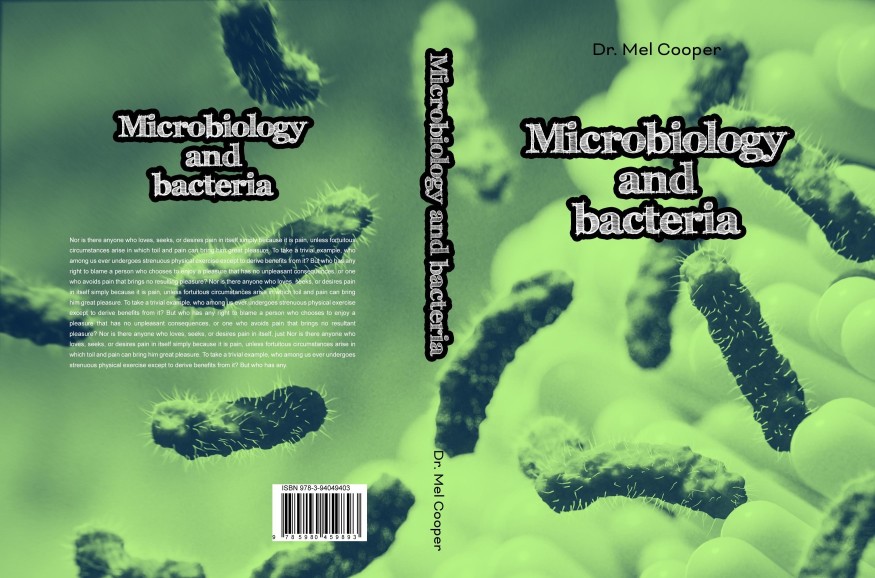 Microbiology
and
bacteria
Nor is there anyone who loves, seeks, or desires pain in itself simply because it is pain, unless fortuitous
circumstances arise in which toil and pain can bring him great pleasure. To take a trivial example, who
among us ever undergoes strenuous physical exercise except to derive benefits from it? But who has any
right to blame a person who chooses to enjoy a pleasure that has no unpleasant consequences, or one
who avoids pain that brings no resulting pleasure? Nor is there anyone who loves, seeks, or desires pain
in itself simply because it is pain, unless fortuitous circumstances arise in which toil and pain can bring
him great pleasure. To take a trivial example, who among us ever undergoes strenuous physical exercise
except to derive benefits from it? But who has any right to blame a person who chooses to enjoy a
pleasure that has no unpleasant consequences, or one who avoids pain that brings no resultant
pleasure? Nor is there anyone who loves, seeks, or desires pain in itself, just Nor is there anyone who
loves, seeks, or desires pain in itself simply because it is pain, unless fortuitous circumstances arise in
which toil and pain can bring him great pleasure. To take a trivial example, who among us ever undergoes
strenuous physical exercise except to derive benefits from it? But who has any.
ISBN 978-3-94049403
9 785980 459893
Microbiology and bacteria
Dr. Mel Cooper
Dr. Mel Cooper
Microbiology
and
bacteria